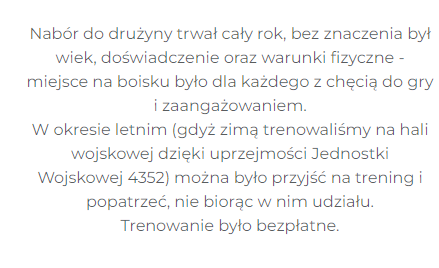 Nabór do drużyny trwał cały rok, bez znaczenia był
wiek, doświadczenie oraz warunki fizyczne -
miejsce na boisku było dla każdego z chęcią do gry
i zaangażowaniem.
W okresie letnim (gdyż zimą trenowaliśmy na hali
wojskowej dzięki uprzejmości Jednostki
Wojskowej 4352) można było przyjść na trening i
popatrzeć, nie biorąc w nim udziału.
Trenowanie było bezpłatne.